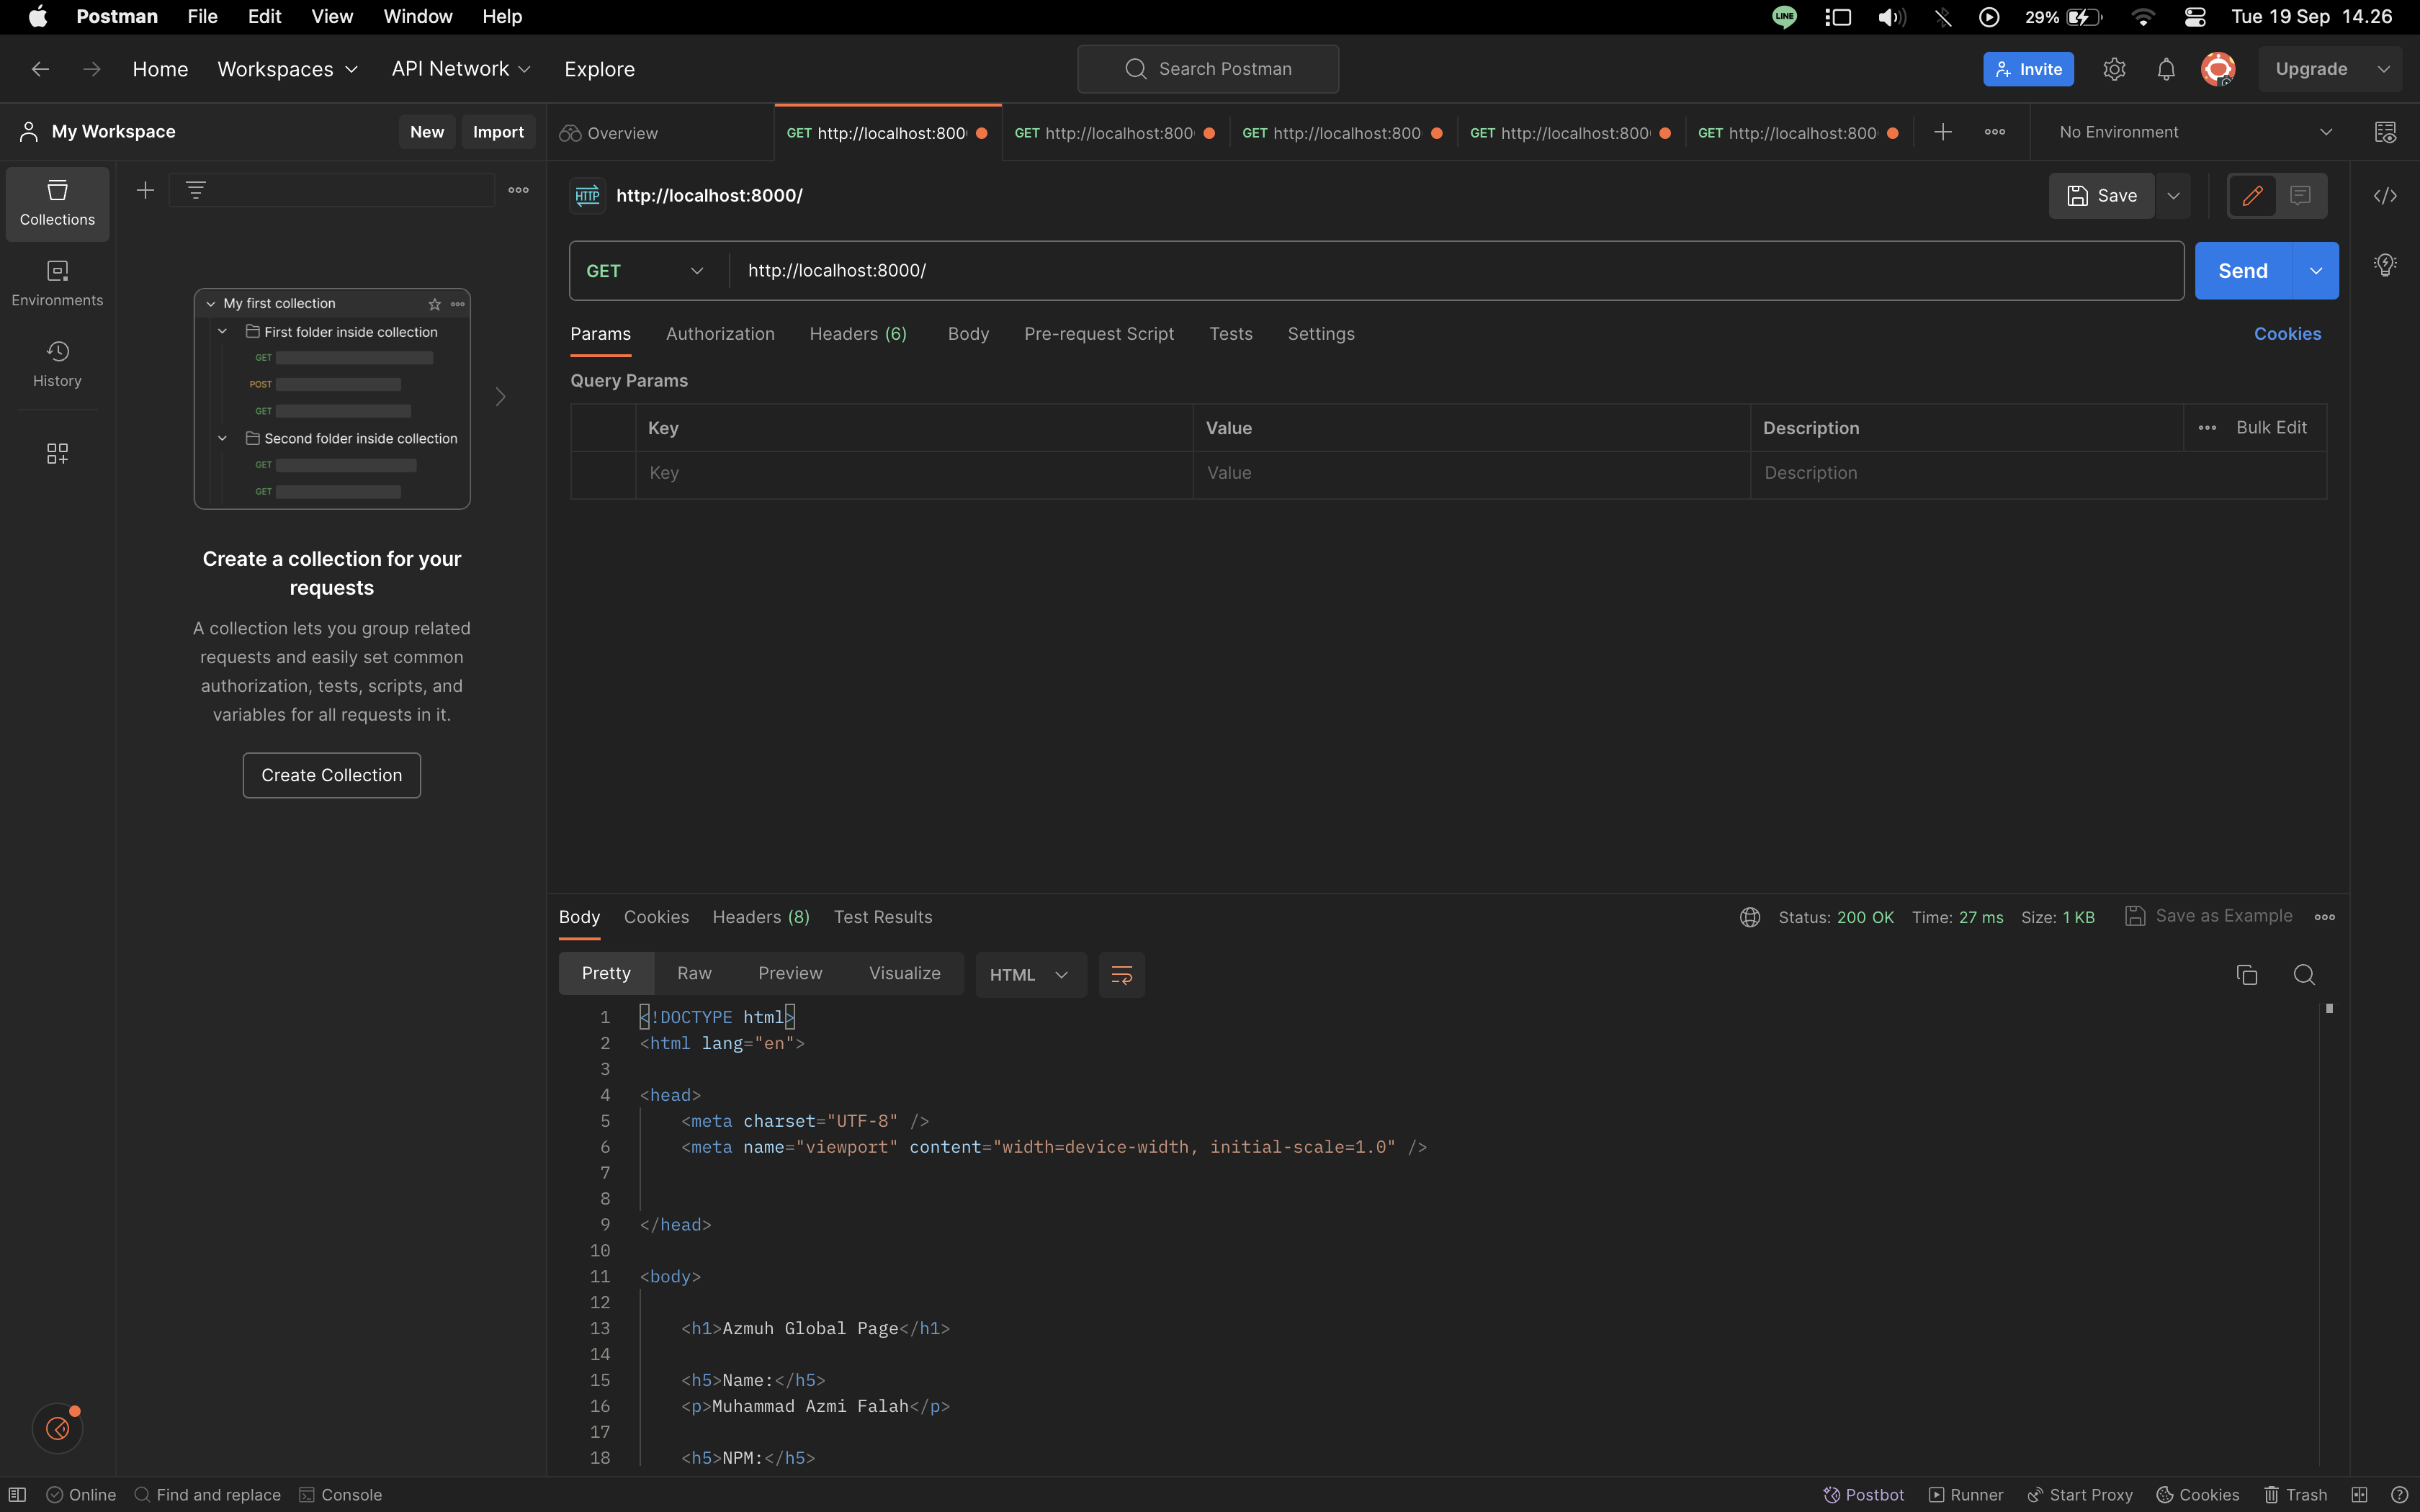 Postman File Edit View Window Help
LINE 29% Tue 19 Sep 14.26
Home Workspaces API Network Explore
Search Postman
Invite
Upgrade
My Workspace New Import
Overview
GET http://localhost:800
GET http://localhost:800
GET http://localhost:800
GET http://localhost:800
GET http://localhost:800
No Environment
Collections
Environments
History
My first collection
First folder inside collection
GET
POST
GET
Second folder inside collection
GET
GET
Create a collection for your
requests
A collection lets you group related
requests and easily set common
authorization, tests, scripts, and
variables for all requests in it.
Create Collection
HTTP http://localhost:8000/
Save
GET http://localhost:8000/
Send
Params Authorization Headers (6) Body Pre-request Script Tests Settings Cookies
Query Params
Key Value Description Bulk Edit
Key Value Description
Body Cookies Headers (8) Test Results
Status: 200 OK Time: 27 ms Size: 1 KB Save as Example
Pretty Raw Preview Visualize HTML
1 <!DOCTYPE html>
2 <html lang="en">
3
4 <head>
5 <meta charset="UTF-8" />
6 <meta name="viewport" content="width=device-width, initial-scale=1.0" />
7
8
9 </head>
10
11 <body>
12
13 <h1>Azmuh Global Page</h1>
14
15 <h5>Name:</h5>
16 <p>Muhammad Azmi Falah</p>
17
18 <h5>NPM:</h5>
Online Find and replace Console
Postbot Runner Start Proxy Cookies Trash